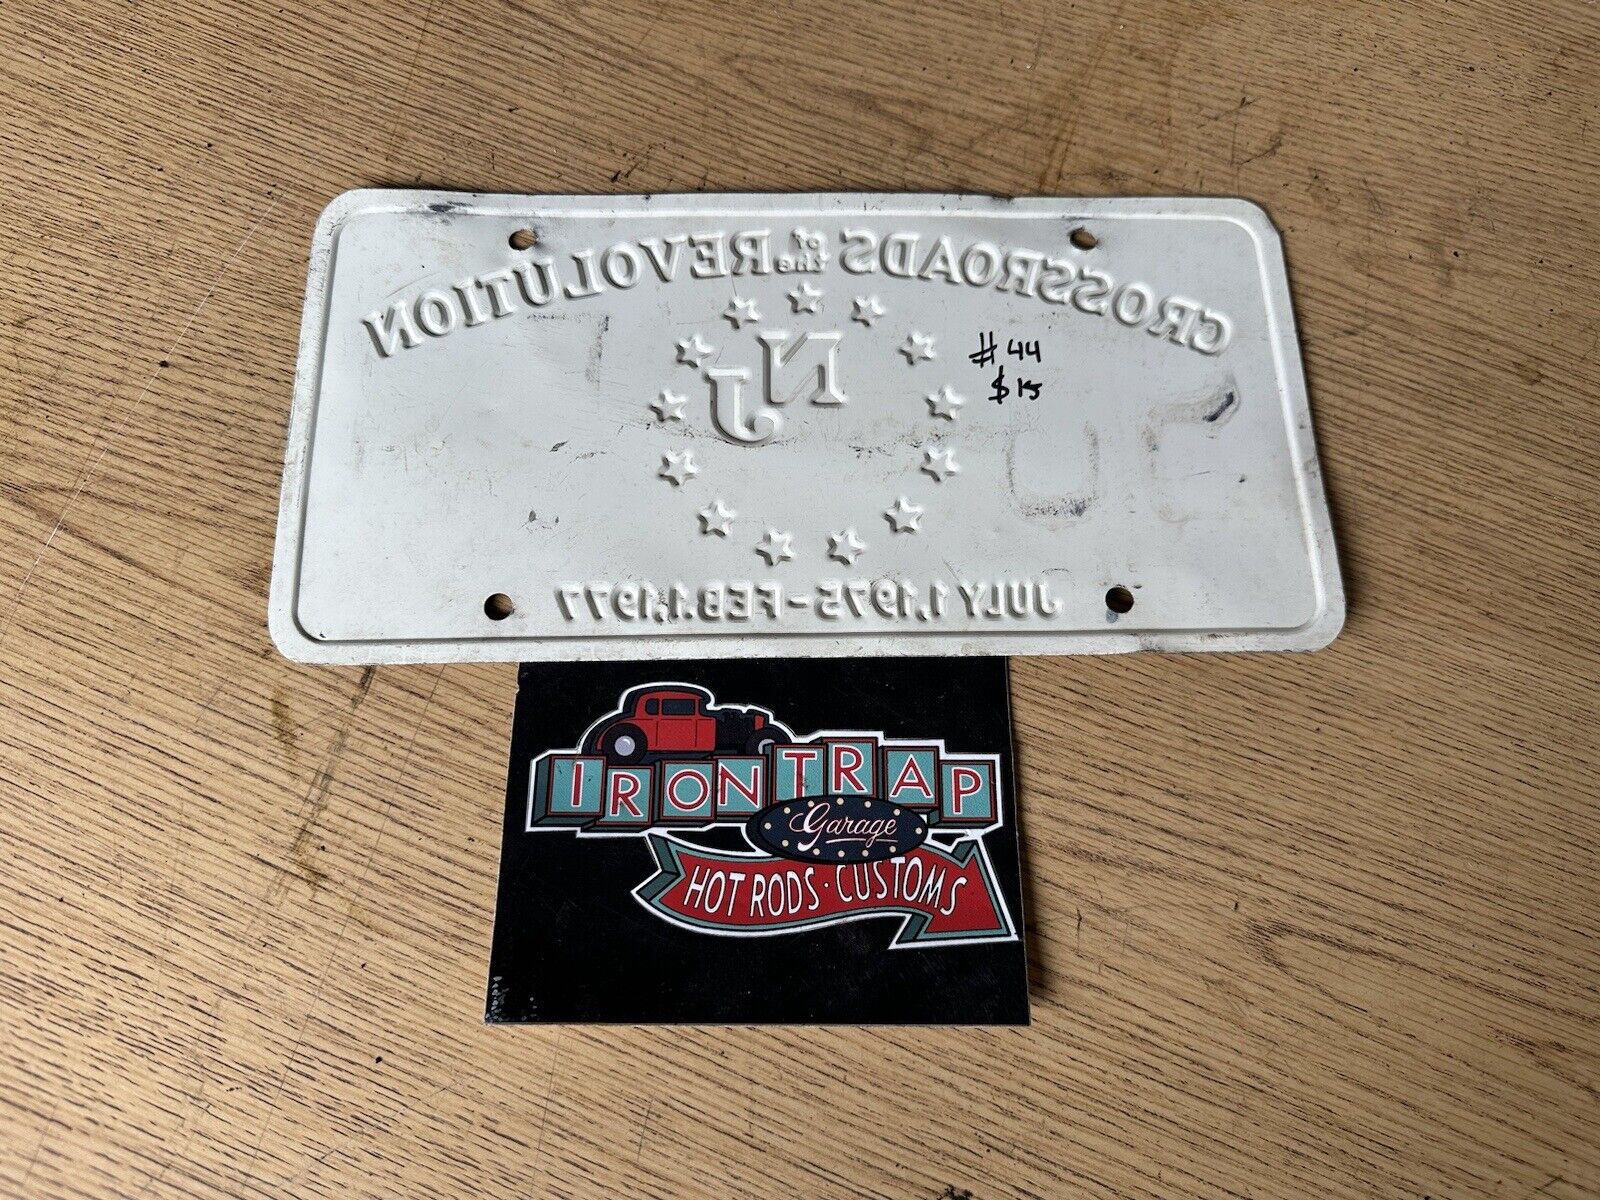 CROSSROADS of the REVOLUTION
NJ
# 44
$ 15
JULY 1, 1975 - FEB. 1, 1977
IRON TRAP
Garage
HOT RODS · CUSTOMS